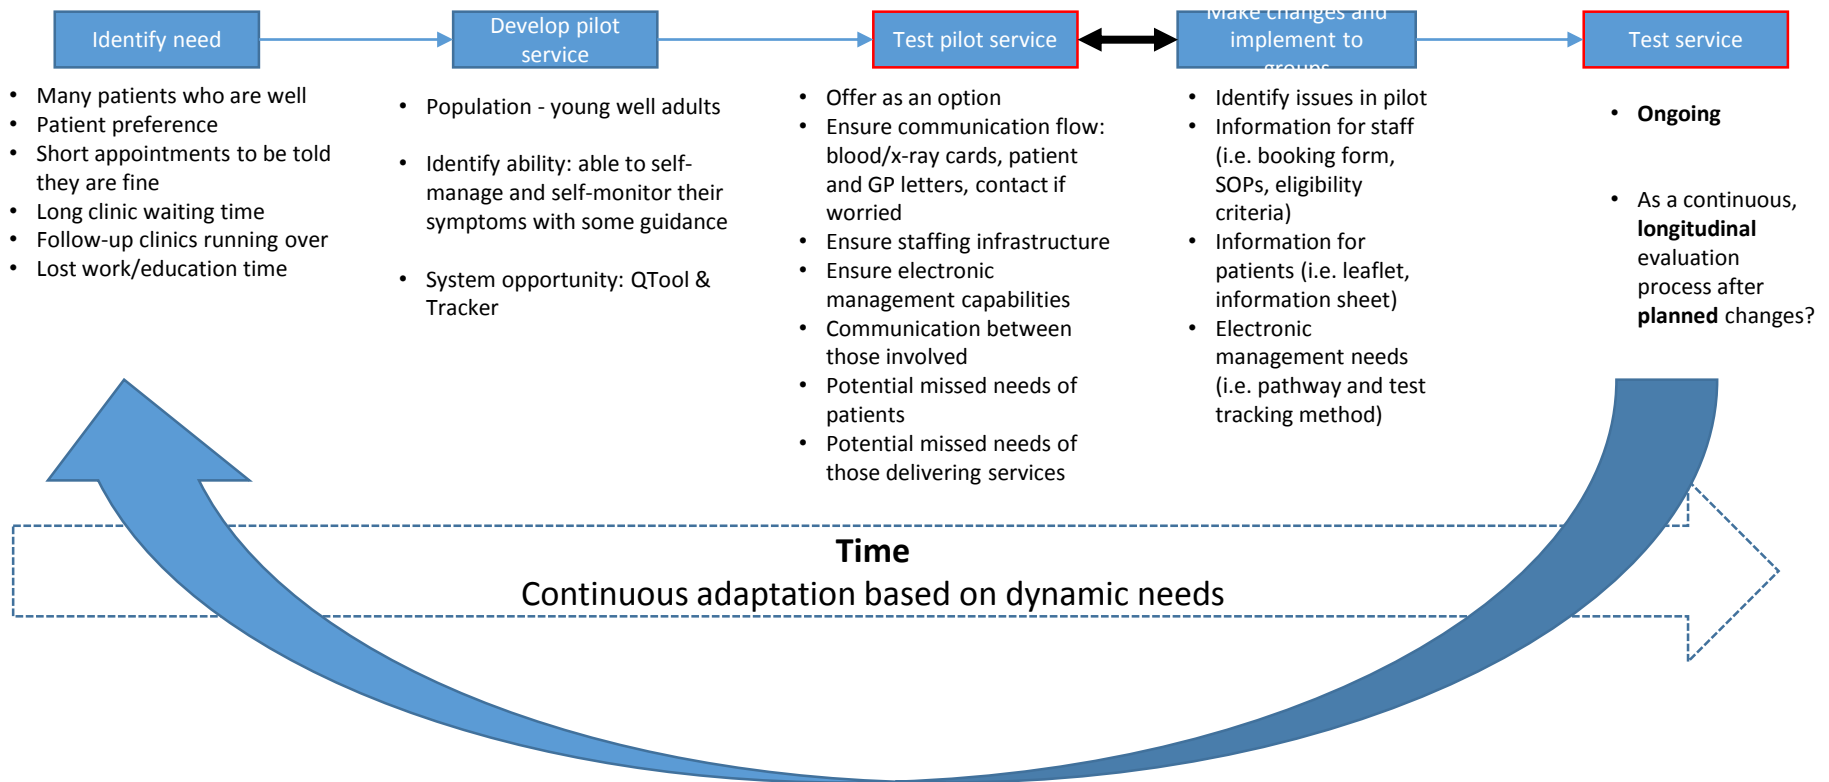 Identify need
Develop pilot
service
Test pilot service
Make changes and
implement to
groups
Test service
• Many patients who are well
• Patient preference
• Short appointments to be told
they are fine
• Long clinic waiting time
• Follow-up clinics running over
• Lost work/education time
• Population - young well adults
• Identify ability: able to self-
manage and self-monitor their
symptoms with some guidance
• System opportunity: QTool &
Tracker
• Offer as an option
• Ensure communication flow:
blood/x-ray cards, patient
and GP letters, contact if
worried
• Ensure staffing infrastructure
• Ensure electronic
management capabilities
• Communication between
those involved
• Potential missed needs of
patients
• Potential missed needs of
those delivering services
• Identify issues in pilot
• Information for staff
(i.e. booking form,
SOPs, eligibility
criteria)
• Information for
patients (i.e. leaflet,
information sheet)
• Electronic
management needs
(i.e. pathway and test
tracking method)
• Ongoing
• As a continuous,
longitudinal
evaluation
process after
planned changes?
Time
Continuous adaptation based on dynamic needs